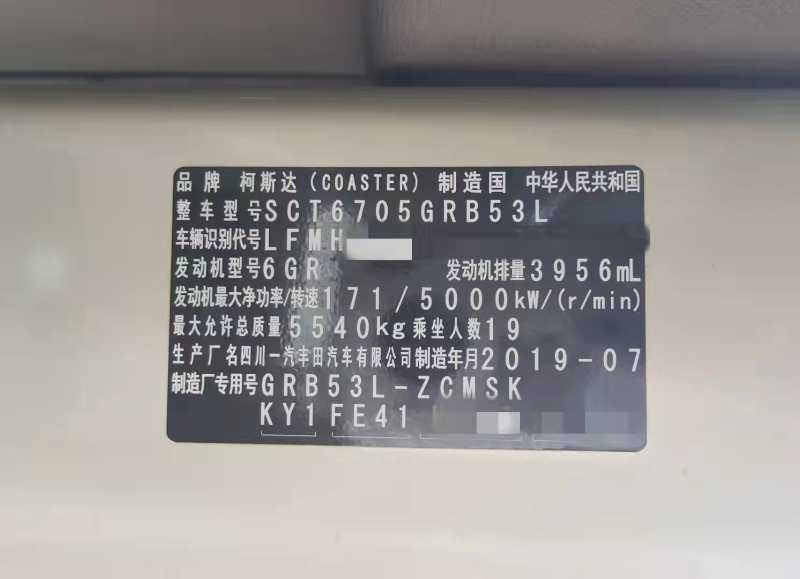 品牌 柯斯达(COASTER) 制造国 中华人民共和国
整车型号SCT6705GRB53L
车辆识别代号LFMH
发动机型号6GR 发动机排量3956mL
发动机最大净功率/转速171/5000kW/(r/min)
最大允许总质量5540kg乘坐人数19
生产厂名四川一汽丰田汽车有限公司制造年月2019-07
制造厂专用号GRB53L-ZCMSK
KY1 FE41